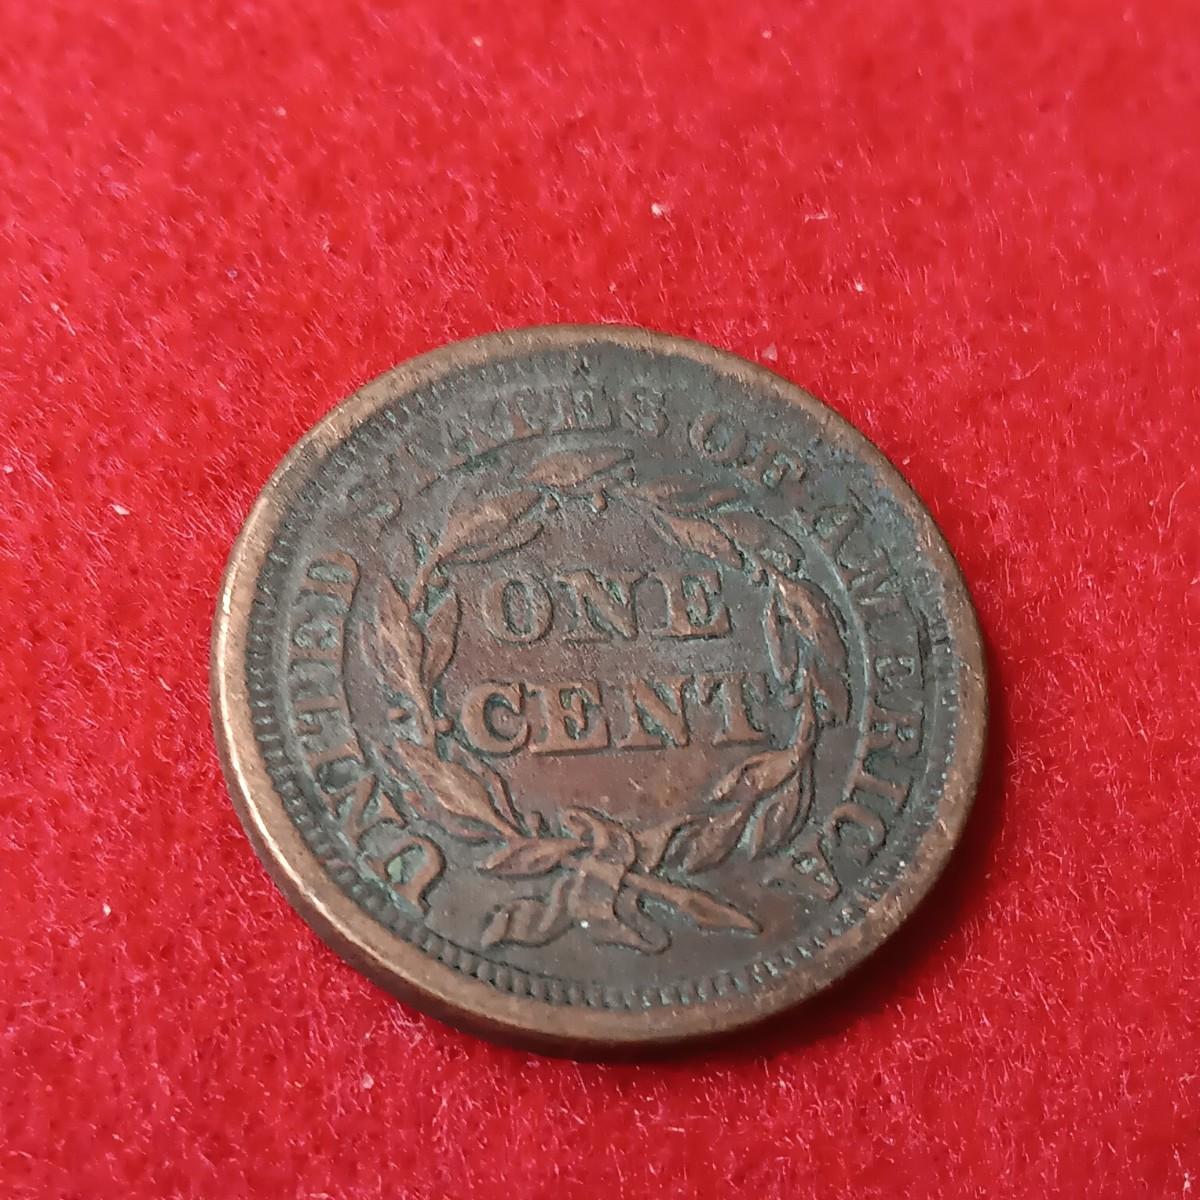 UNITED STATES OF AMERICA
ONE
CENT